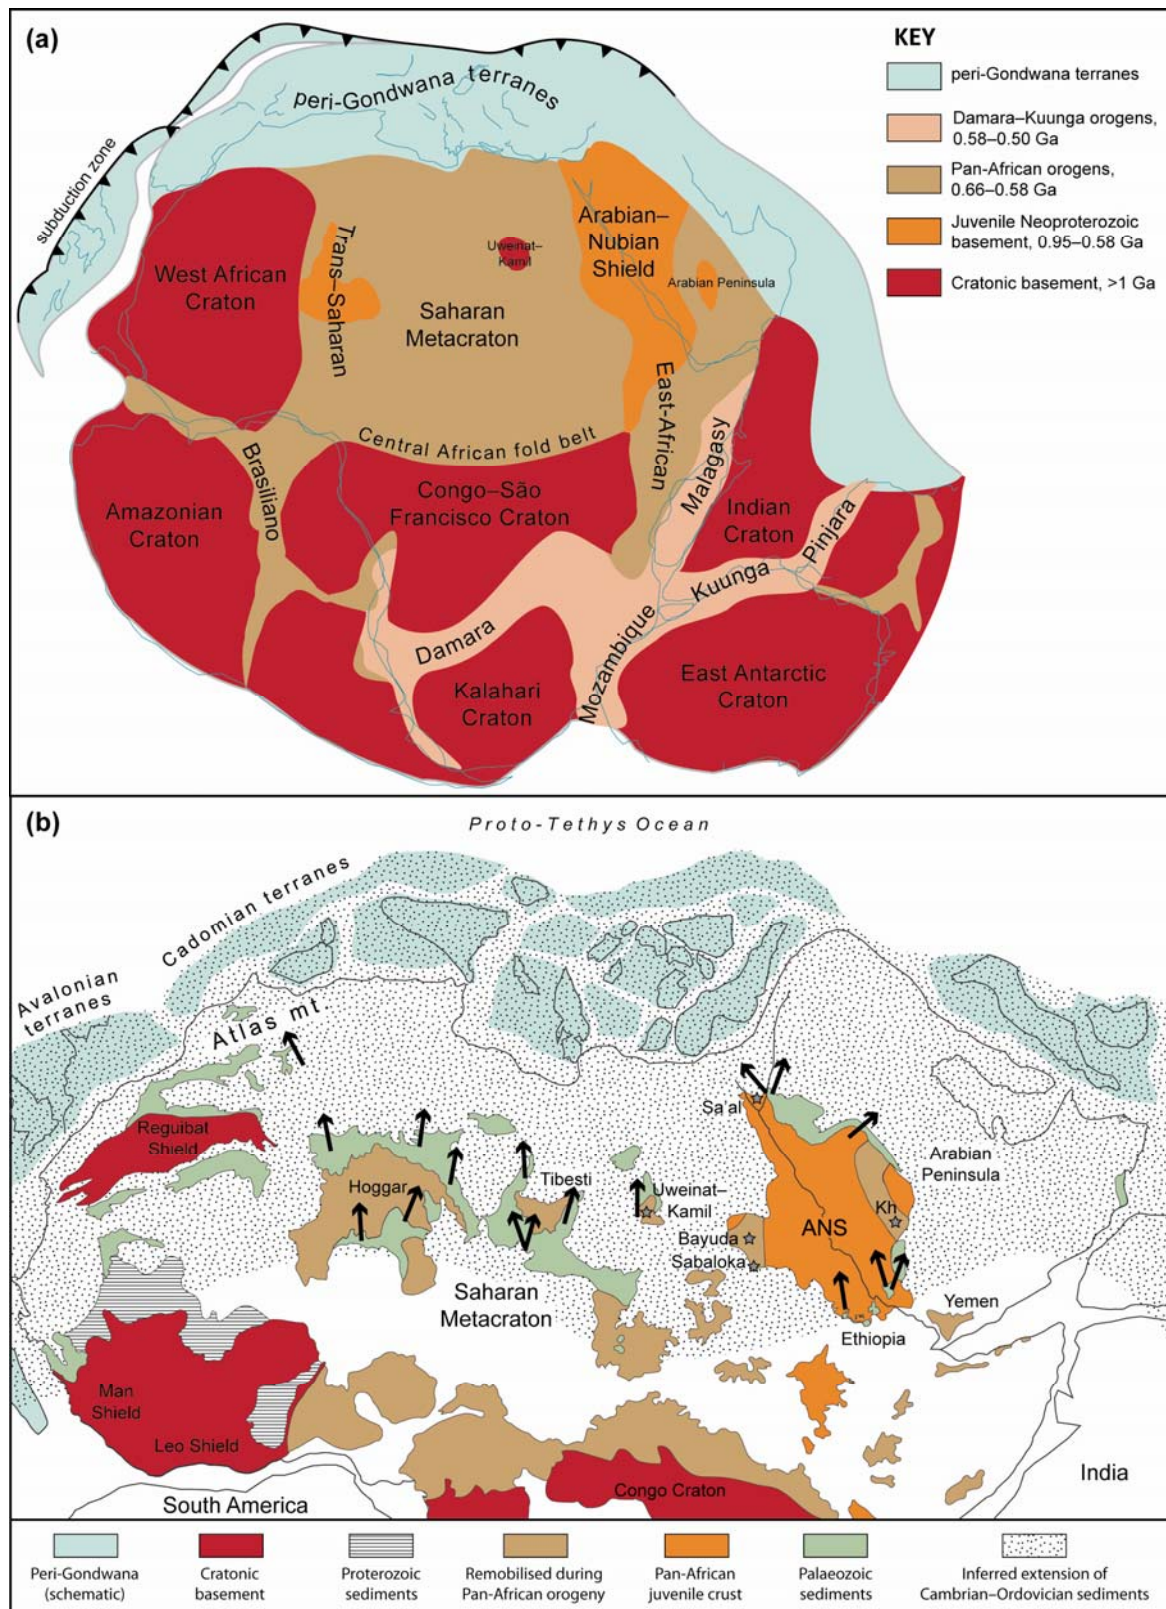 (a)
KEY
peri-Gondwana terranes
Damara–Kuunga orogens,
0.58–0.50 Ga
Pan-African orogens,
0.66–0.58 Ga
Juvenile Neoproterozoic
basement, 0.95–0.58 Ga
Cratonic basement, >1 Ga
peri-Gondwana terranes
subduction zone
West African
Craton
Trans–Saharan
Uweinat–
Kamil
Saharan
Metacraton
Arabian–
Nubian
Shield
Arabian Peninsula
East-African
Central African fold belt
Brasiliano
Amazonian
Craton
Congo–São
Francisco Craton
Malagasy
Indian
Craton
Pinjara
Kuunga
Damara
Mozambique
Kalahari
Craton
East Antarctic
Craton
(b)
Proto-Tethys Ocean
Cadomian terranes
Avalonian
terranes
Atlas mt.
Reguibat
Shield
Hoggar
Tibesti
Uweinat–
Kamil
Sa'al
Arabian
Peninsula
Kh
ANS
Bayuda
Sabaloka
Saharan
Metacraton
Yemen
Ethiopia
Man
Shield
Leo Shield
Congo Craton
India
South America
Peri-Gondwana
(schematic)
Cratonic
basement
Proterozoic
sediments
Remobilised during
Pan-African orogeny
Pan-African
juvenile crust
Palaeozoic
sediments
Inferred extension of
Cambrian–Ordovician sediments